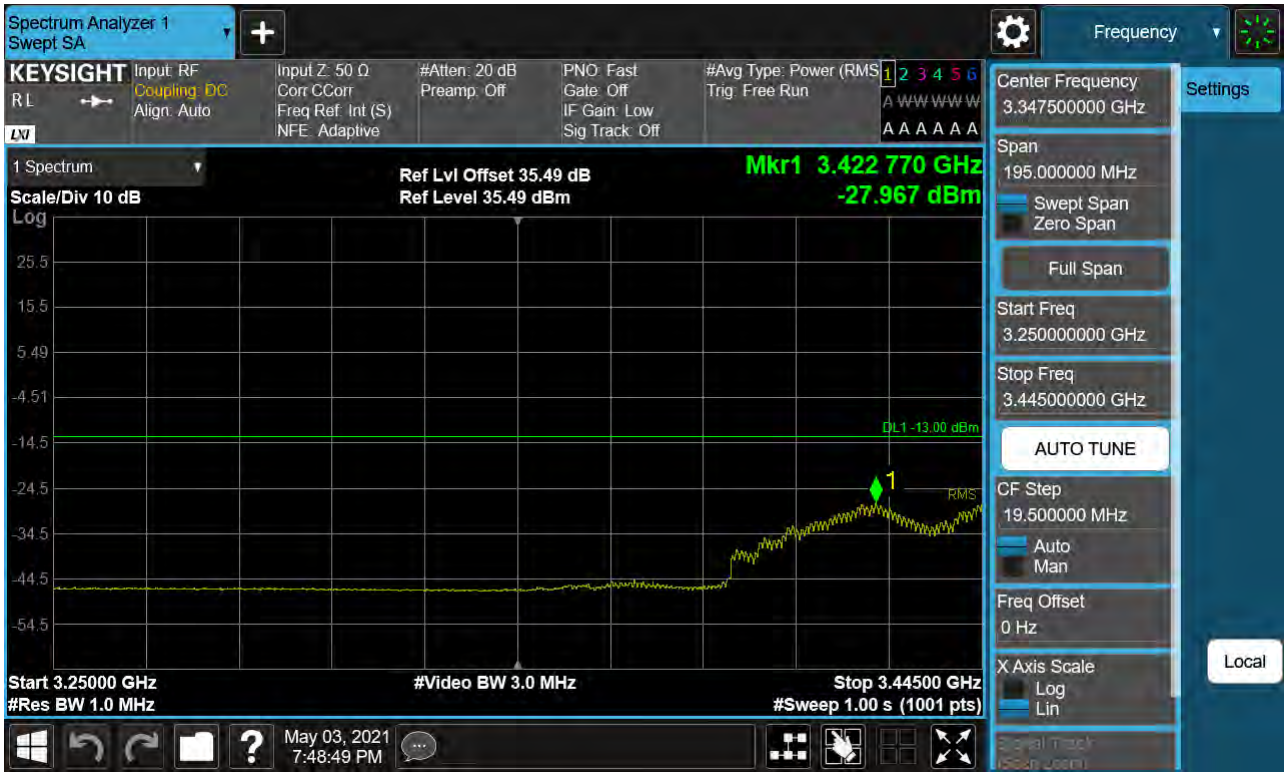 Spectrum Analyzer 1
Swept SA
Frequency
KEYSIGHT
RL
LXI
Input: RF
Coupling: DC
Align: Auto
Input Z: 50 Ω
Corr CCorr
Freq Ref: Int (S)
NFE: Adaptive
#Atten: 20 dB
Preamp: Off
PNO: Fast
Gate: Off
IF Gain: Low
Sig Track: Off
#Avg Type: Power (RMS
Trig: Free Run
1 2 3 4 5 6
A W W W W W
A A A A A A
1 Spectrum
Scale/Div 10 dB
Log
Ref Lvl Offset 35.49 dB
Ref Level 35.49 dBm
Mkr1 3.422 770 GHz
-27.967 dBm
25.5
15.5
5.49
-4.51
-14.5
-24.5
-34.5
-44.5
-54.5
DL1 -13.00 dBm
1
RMS
Start 3.25000 GHz
#Res BW 1.0 MHz
#Video BW 3.0 MHz
Stop 3.44500 GHz
#Sweep 1.00 s (1001 pts)
Center Frequency
3.347500000 GHz
Span
195.000000 MHz
Swept Span
Zero Span
Full Span
Start Freq
3.250000000 GHz
Stop Freq
3.445000000 GHz
AUTO TUNE
CF Step
19.500000 MHz
Auto
Man
Freq Offset
0 Hz
X Axis Scale
Log
Lin
Signal Track
(Span Zoom)
Settings
Local
?
May 03, 2021
7:48:49 PM